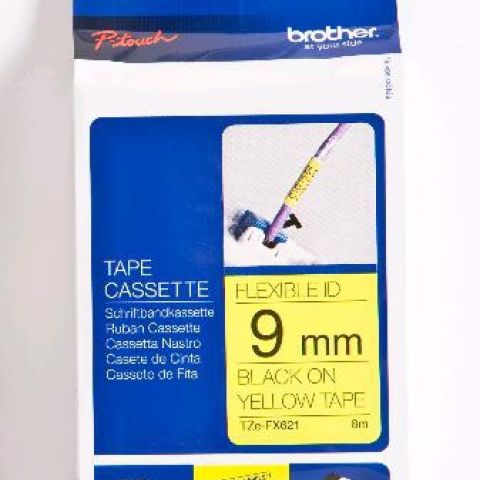 P-touch
brother
at your side
TAPE
CASSETTE
Schriftbandkassette
Ruban Cassette
Cassetta Nastro
Casete de Cinta
Cassete de Fita
FLEXIBLE ID
9 mm
BLACK ON
YELLOW TAPE
TZe-FX621 8m